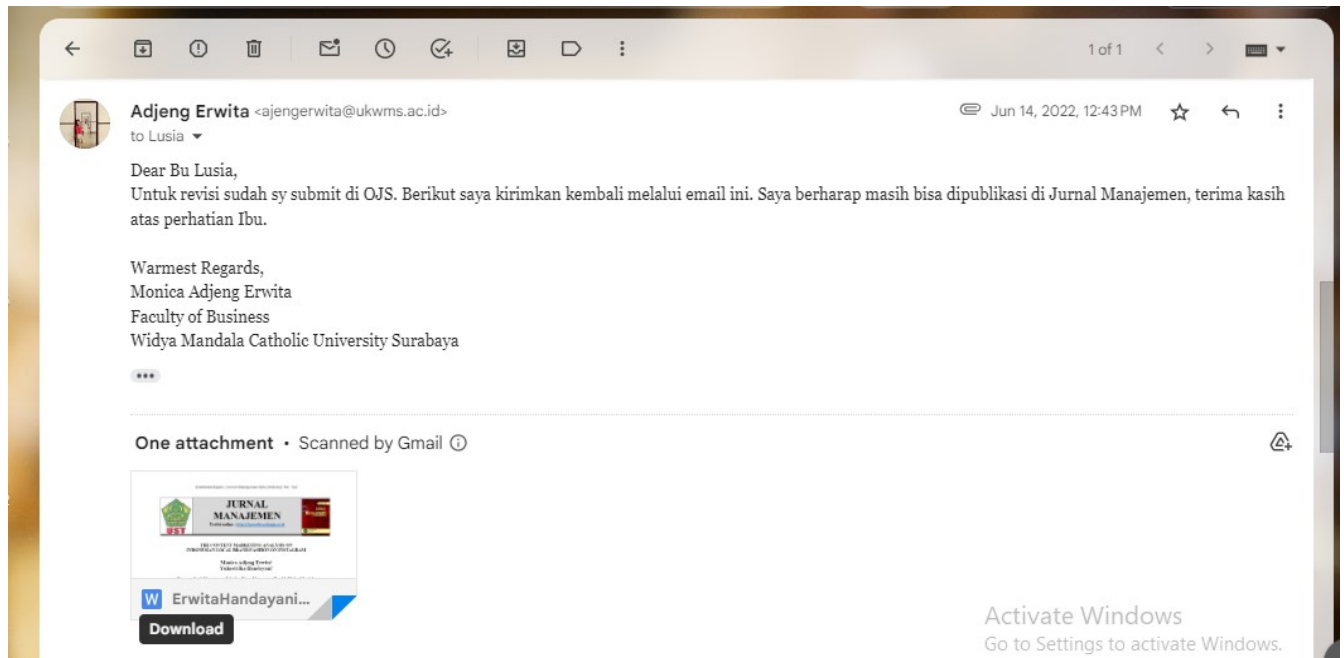 1 of 1
Adjeng Erwita <ajengerwita@ukwms.ac.id>
Jun 14, 2022, 12:43 PM
to Lusia
Dear Bu Lusia,
Untuk revisi sudah sy submit di OJS. Berikut saya kirimkan kembali melalui email ini. Saya berharap masih bisa dipublikasi di Jurnal Manajemen, terima kasih
atas perhatian Ibu.
Warmest Regards,
Monica Adjeng Erwita
Faculty of Business
Widya Mandala Catholic University Surabaya
One attachment • Scanned by Gmail
JURNAL
MANAJEMEN
UST
Monica Adjeng Erwita
W ErwitaHandayani...
Download
Activate Windows
Go to Settings to activate Windows.